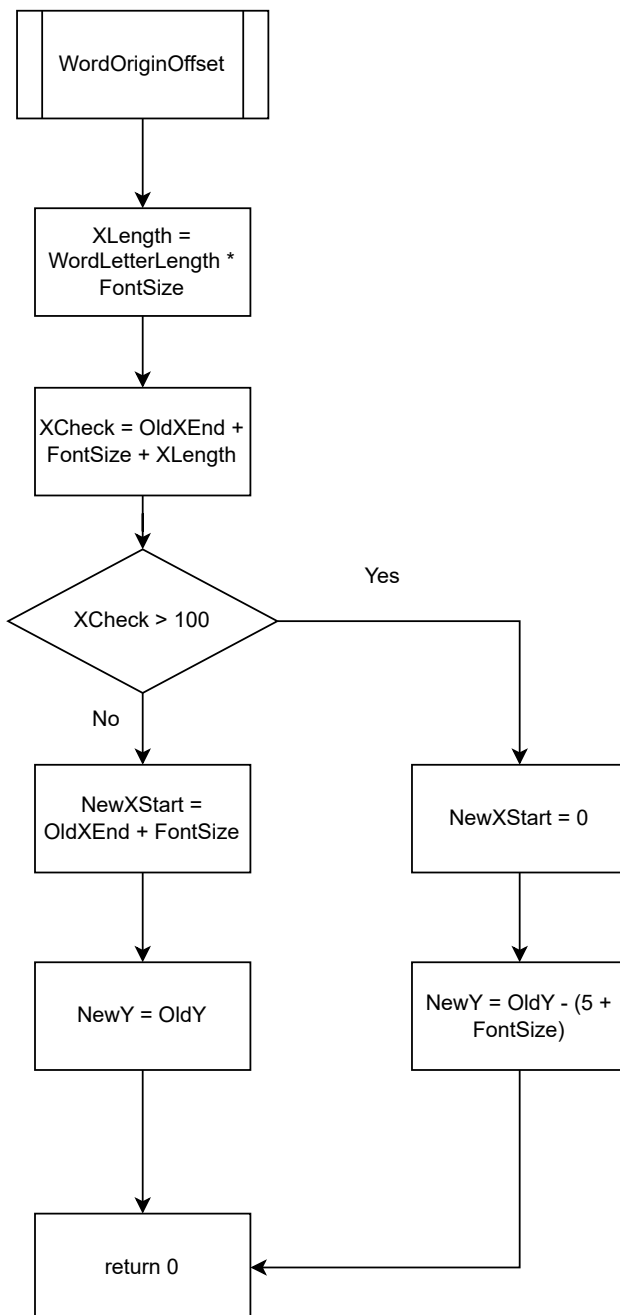 WordOriginOffset
XLength =
WordLetterLength *
FontSize
XCheck = OldXEnd +
FontSize + XLength
XCheck > 100
Yes
No
NewXStart =
OldXEnd + FontSize
NewXStart = 0
NewY = OldY
NewY = OldY - (5 +
FontSize)
return 0